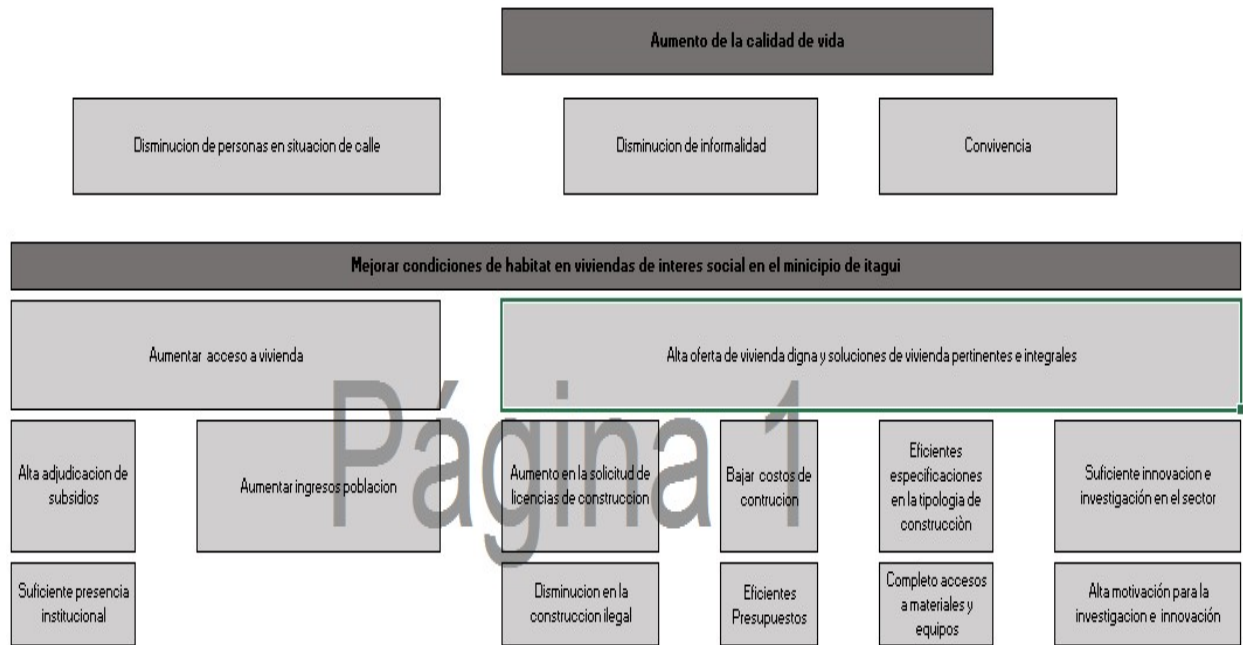 Aumento de la calidad de vida
Disminucion de personas en situacion de calle
Disminucion de informalidad
Convivencia
Mejorar condiciones de habitat en viviendas de interes social en el minicipio de itagui
Aumentar acceso a vivienda
Alta oferta de vivienda digna y soluciones de vivienda pertinentes e integrales
Página 1
Alta adjudicacion de
subsidios
Aumentar ingresos poblacion
Aumento en la solicitud de
licencias de construccion
Bajar costos de
contrucion
Eficientes
especificaciones
en la tipologia de
construcciòn
Suficiente innovacion e
investigación en el sector
Suficiente presencia
institucional
Disminucion en la
construccion ilegal
Eficientes
Presupuestos
Completo accesos
a materiales y
equipos
Alta motivación para la
investigacion e innovación